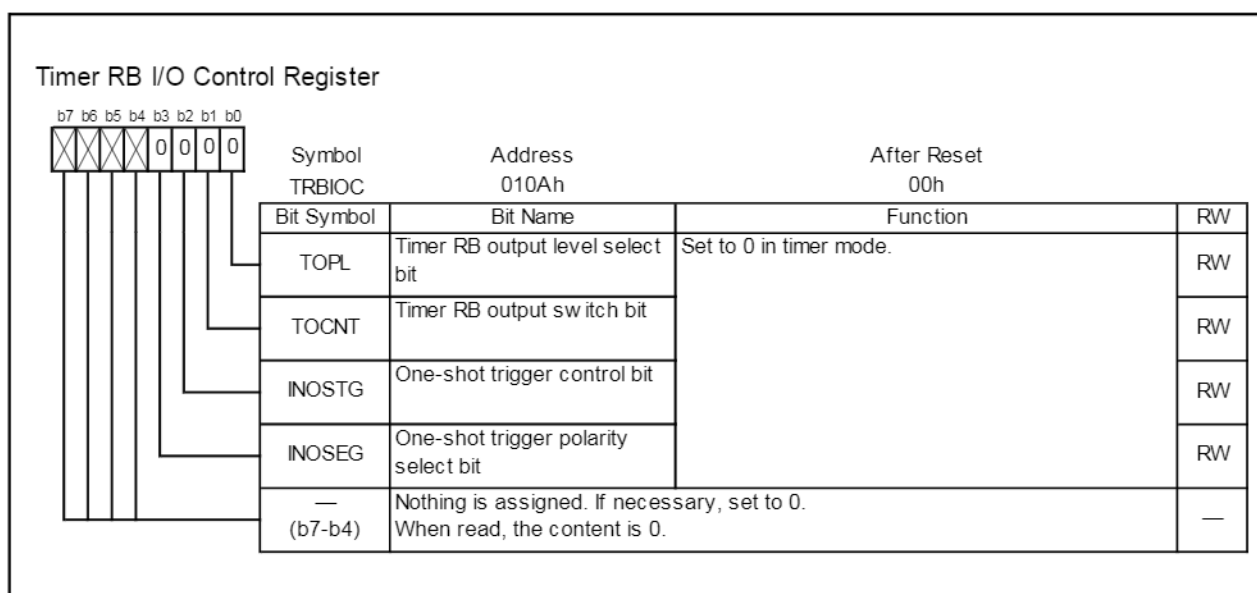 Timer RB I/O Control Register
b7 b6 b5 b4 b3 b2 b1 b0
0 0 0 0
Symbol Address After Reset
TRBIOC 010Ah 00h
Bit Symbol Bit Name Function RW
TOPL Timer RB output level select bit Set to 0 in timer mode. RW
TOCNT Timer RB output switch bit RW
INOSTG One-shot trigger control bit RW
INOSEG One-shot trigger polarity select bit RW
— (b7-b4) Nothing is assigned. If necessary, set to 0. —
When read, the content is 0.